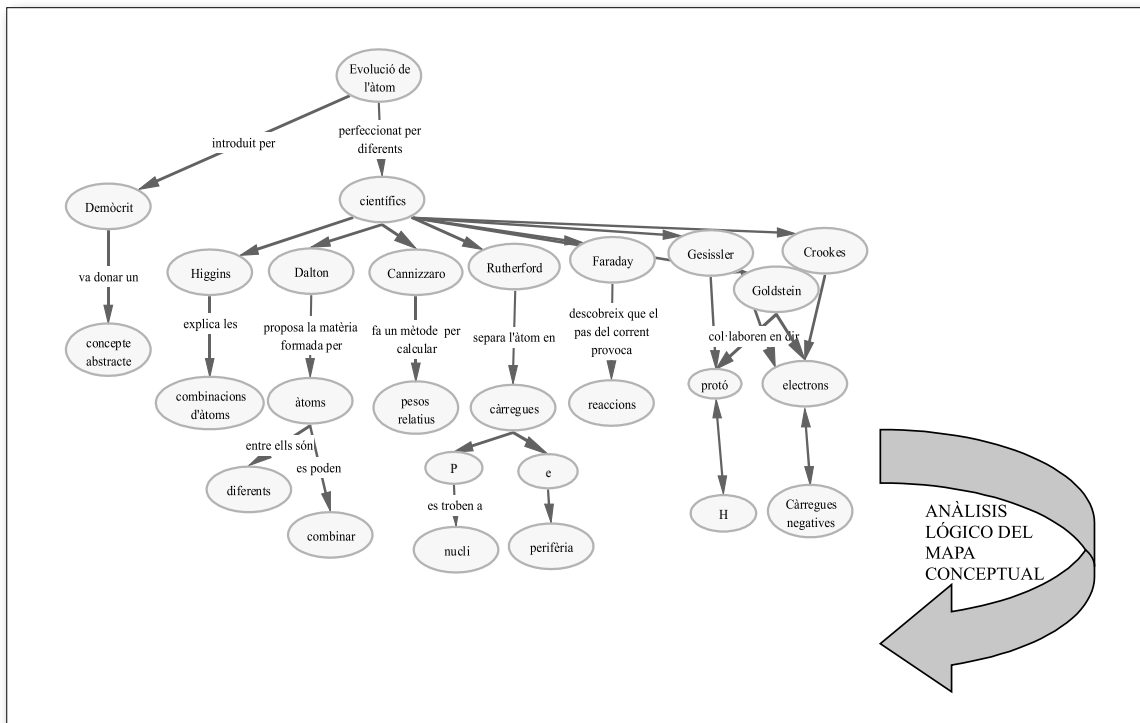 Evolució de
l'àtom
introduit per
perfeccionat per
diferents
Demòcrit
científics
va donar un
concepte
abstracte
Higgins
Dalton
Cannizzaro
Rutherford
Faraday
Gesissler
Crookes
Goldstein
explica les
proposa la matèria
formada per
fa un mètode per
calcular
separa l'àtom en
descobreix que el
pas del corrent
provoca
col·laboren en dir
combinacions
d'àtoms
àtoms
pesos
relatius
càrregues
reaccions
protó
electrons
entre ells són
es poden
diferents
combinar
P
e
es troben a
nucli
perifèria
H
Càrregues
negatives
ANÀLISIS
LÓGICO DEL
MAPA
CONCEPTUAL